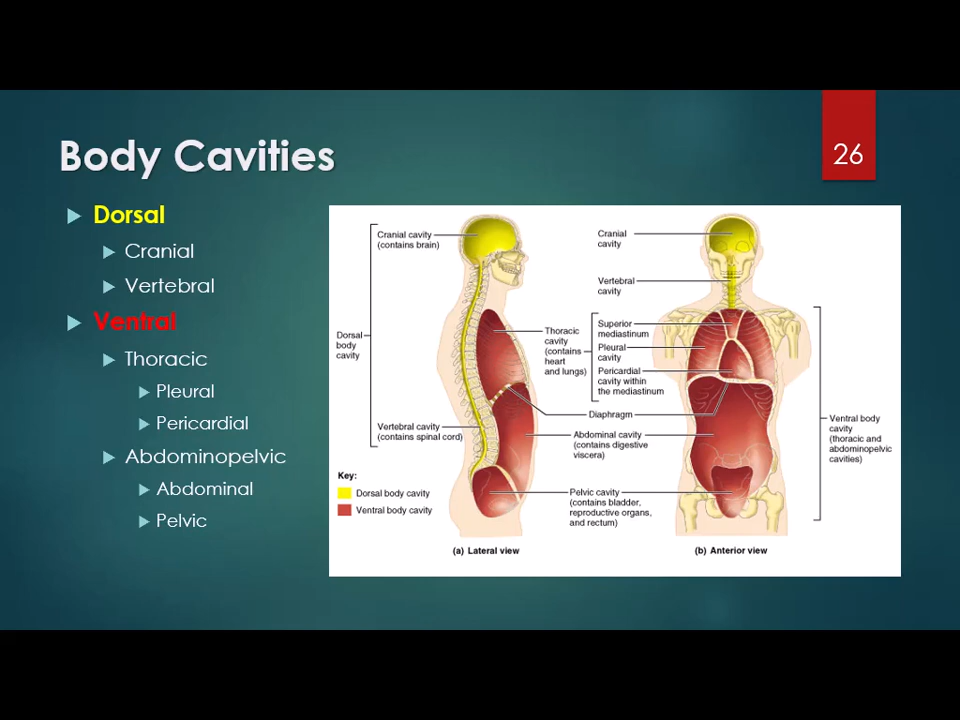 Body Cavities
26
Dorsal
Cranial
Vertebral
Ventral
Thoracic
Pleural
Pericardial
Abdominopelvic
Abdominal
Pelvic
Cranial cavity
(contains brain)
Dorsal
body
cavity
Vertebral cavity
(contains spinal cord)
Key:
Dorsal body cavity
Ventral body cavity
Thoracic
cavity
(contains
heart
and lungs)
Cranial
cavity
Vertebral
cavity
Superior
mediastinum
Pleural
cavity
Pericardial
cavity within
the mediastinum
Diaphragm
Abdominal cavity
(contains digestive
viscera)
Pelvic cavity
(contains bladder,
reproductive organs,
and rectum)
Ventral body
cavity
(thoracic and
abdominopelvic
cavities)
(a) Lateral view
(b) Anterior view